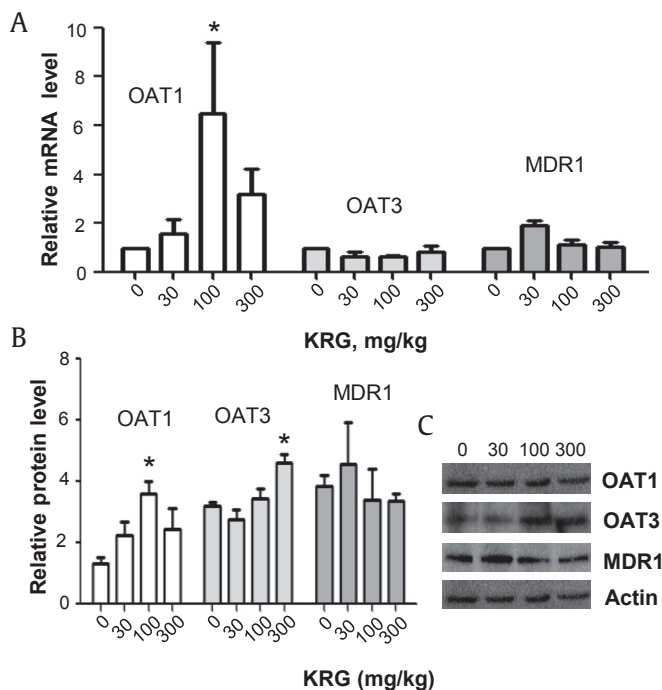 A
Relative mRNA level
10
8
6
4
2
0
OAT1
*
OAT3
MDR1
0 30 100 300 0 30 100 300 0 30 100 300
KRG, mg/kg
B
Relative protein level
8
6
4
2
0
OAT1
*
OAT3
*
MDR1
0 30 100 300 0 30 100 300 0 30 100 300
KRG (mg/kg)
C
0 30 100 300
OAT1
OAT3
MDR1
Actin